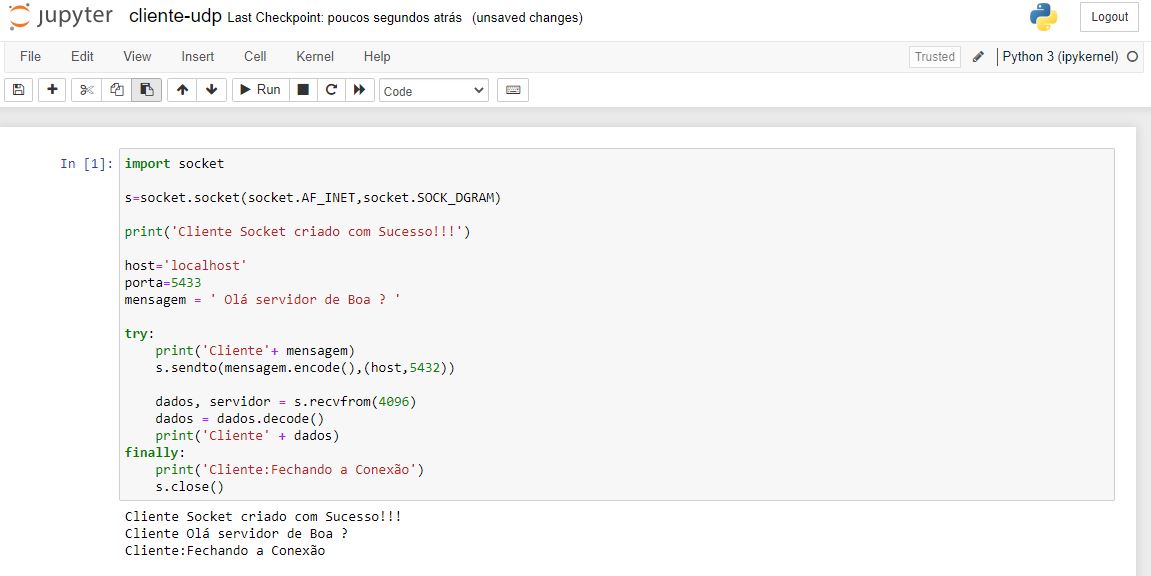 jupyter cliente-udp Last Checkpoint: poucos segundos atrás (unsaved changes) Logout
File Edit View Insert Cell Kernel Help Trusted Python 3 (ipykernel)
Run Code
In [1]: import socket
s=socket.socket(socket.AF_INET,socket.SOCK_DGRAM)
print('Cliente Socket criado com Sucesso!!!')
host='localhost'
porta=5433
mensagem = ' Olá servidor de Boa ? '
try:
    print('Cliente'+ mensagem)
    s.sendto(mensagem.encode(),(host,5432))
    dados, servidor = s.recvfrom(4096)
    dados = dados.decode()
    print('Cliente' + dados)
finally:
    print('Cliente:Fechando a Conexão')
    s.close()
Cliente Socket criado com Sucesso!!!
Cliente Olá servidor de Boa ?
Cliente:Fechando a Conexão